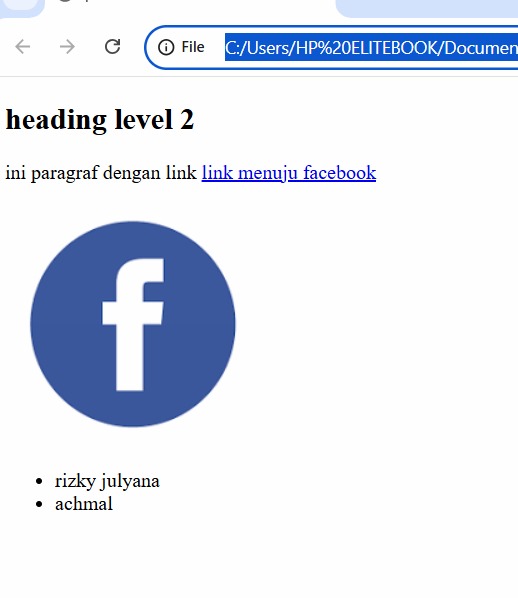 File C:/Users/HP%20ELITEBOOK/Documen
heading level 2
ini paragraf dengan link link menuju facebook
f
rizky julyana
achmal